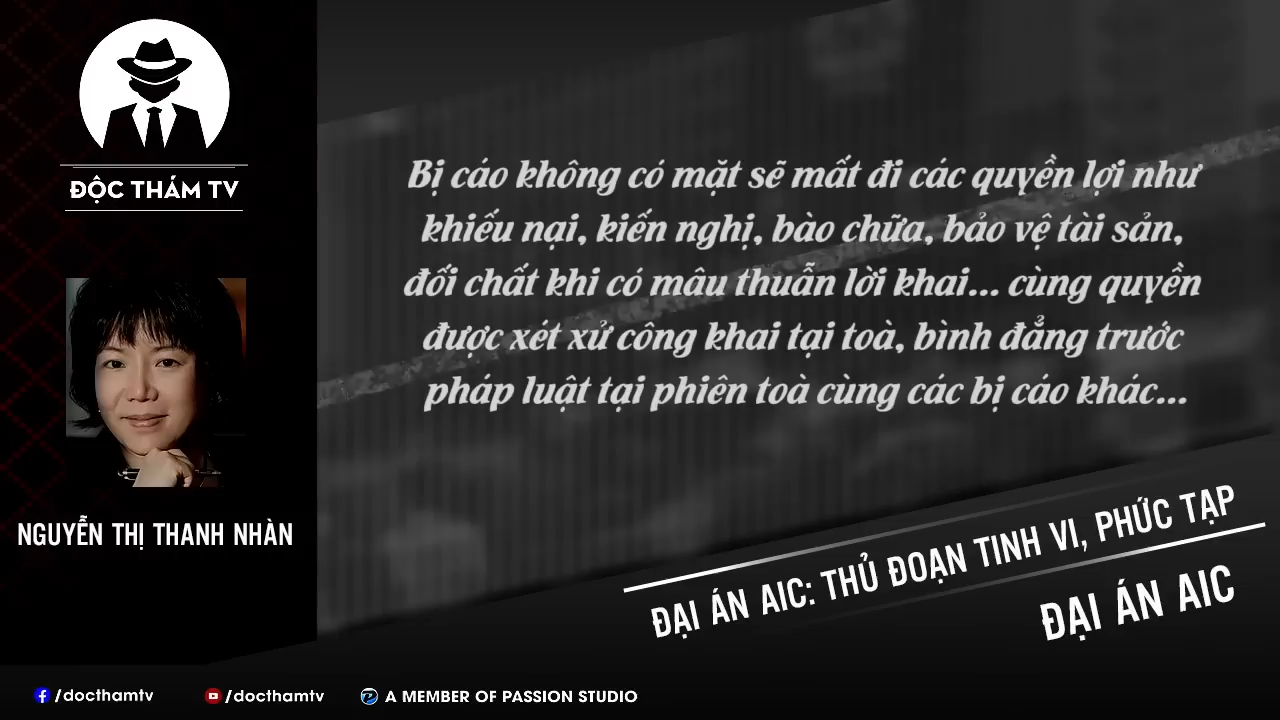 ĐỘC THÁM TV
NGUYỄN THỊ THANH NHÀN
Bị cáo không có mặt sẽ mất đi các quyền lợi như
khiếu nại, kiến nghị, bào chữa, bảo vệ tài sản,
đối chất khi có mâu thuẫn lời khai... cùng quyền
được xét xử công khai tại toà, bình đẳng trước
pháp luật tại phiên toà cùng các bị cáo khác...
ĐẠI ÁN AIC: THỦ ĐOẠN TINH VI, PHỨC TẠP
ĐẠI ÁN AIC
/docthamtv
/docthamtv
A MEMBER OF PASSION STUDIO